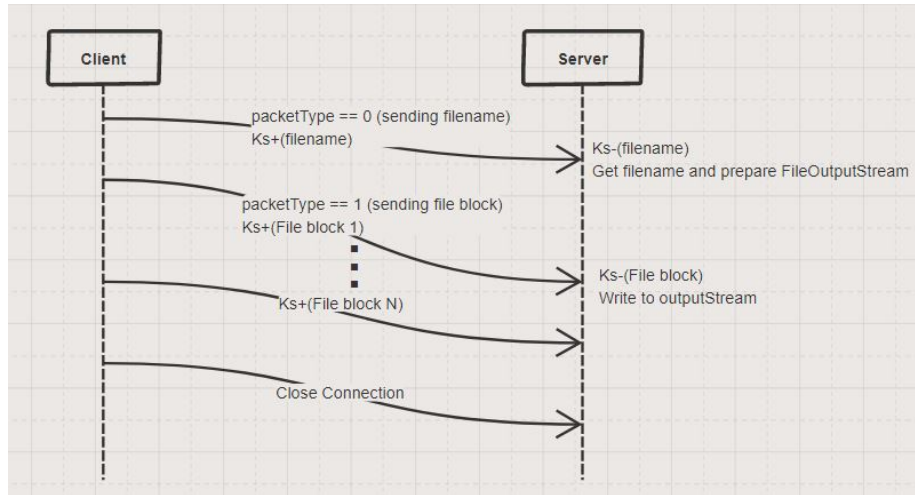 Client
Server
packetType == 0 (sending filename)
Ks+(filename)
Ks-(filename)
Get filename and prepare FileOutputStream
packetType == 1 (sending file block)
Ks+(File block 1)
Ks-(File block)
Write to outputStream
Ks+(File block N)
Close Connection